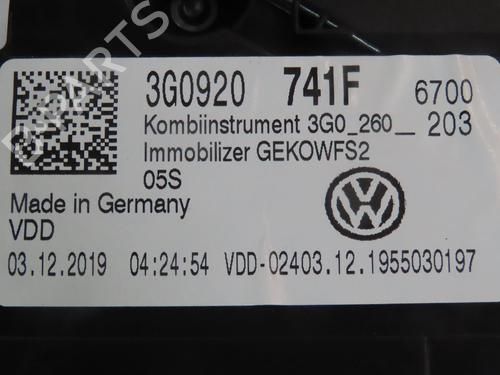 3G0920 741F 6700
Kombiinstrument 3G0_260__ 203
Immobilizer GEKOWFS2
05S
Made in Germany
VDD
03.12.2019 04:24:54 VDD-02403.12.1955030197